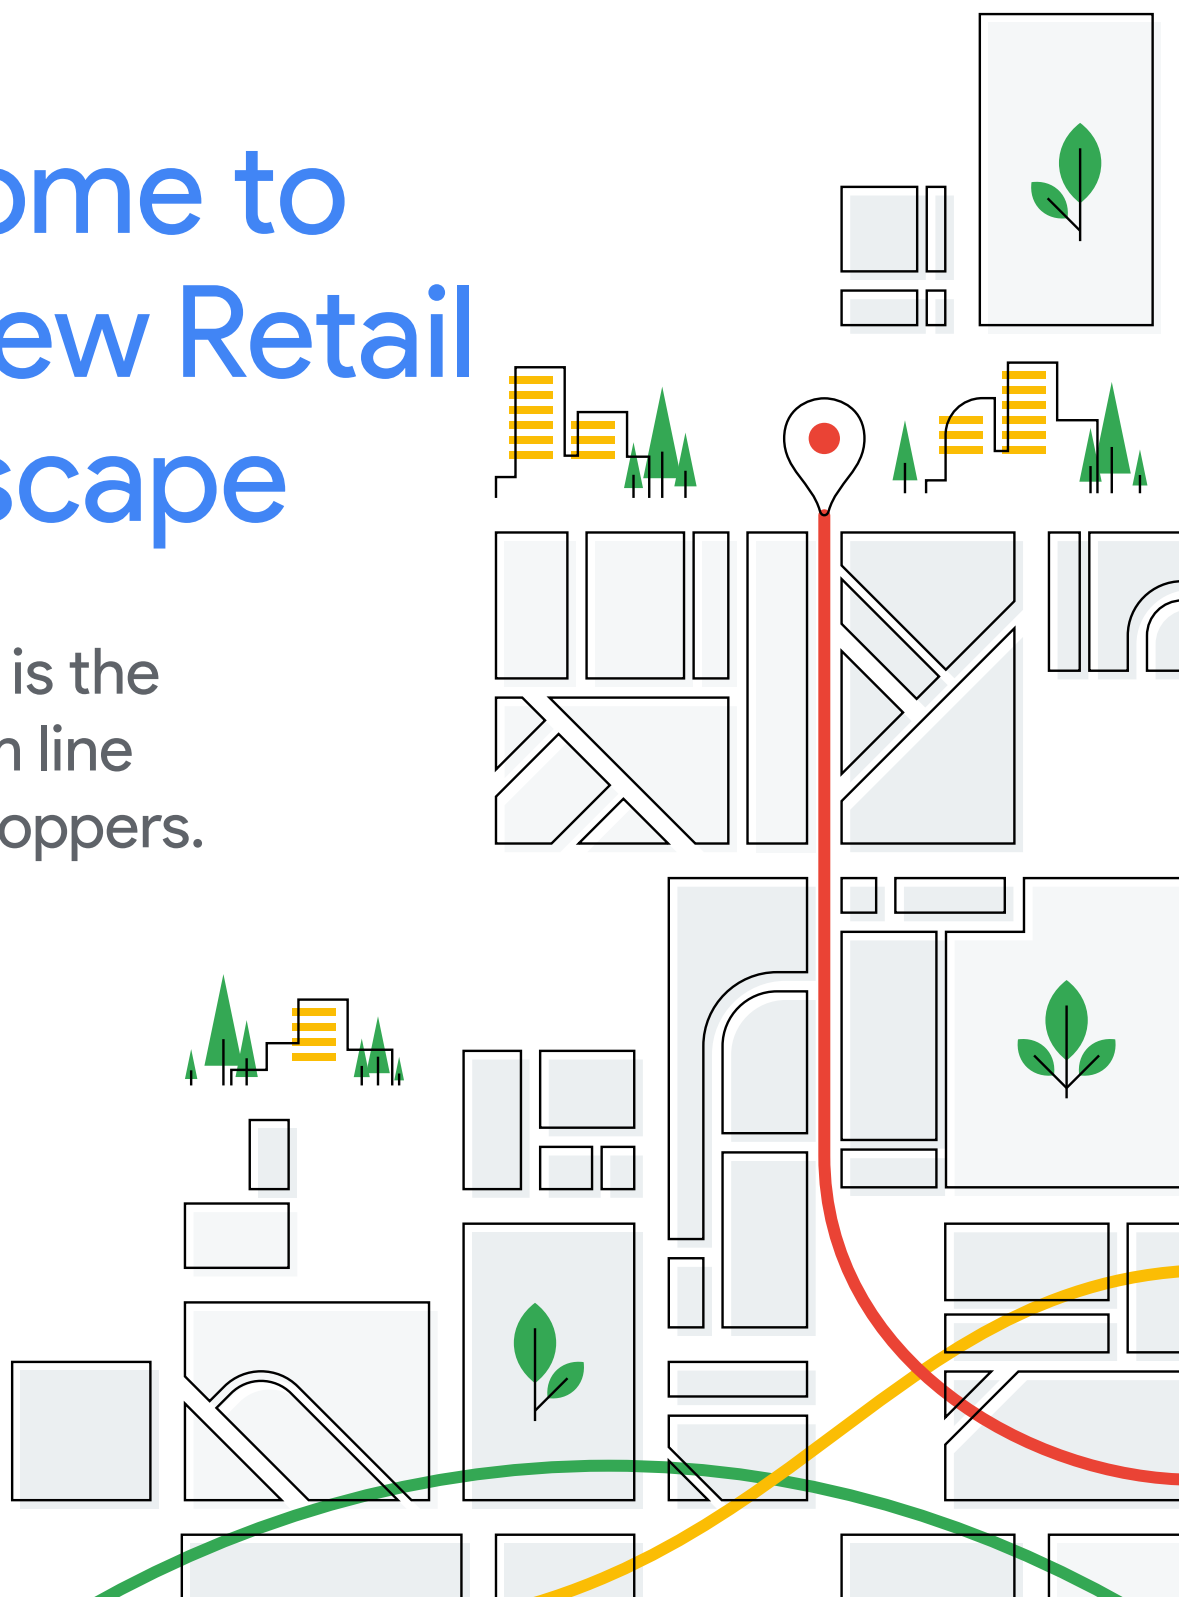 ome to
ew Retail
scape
is the
n line
oppers.